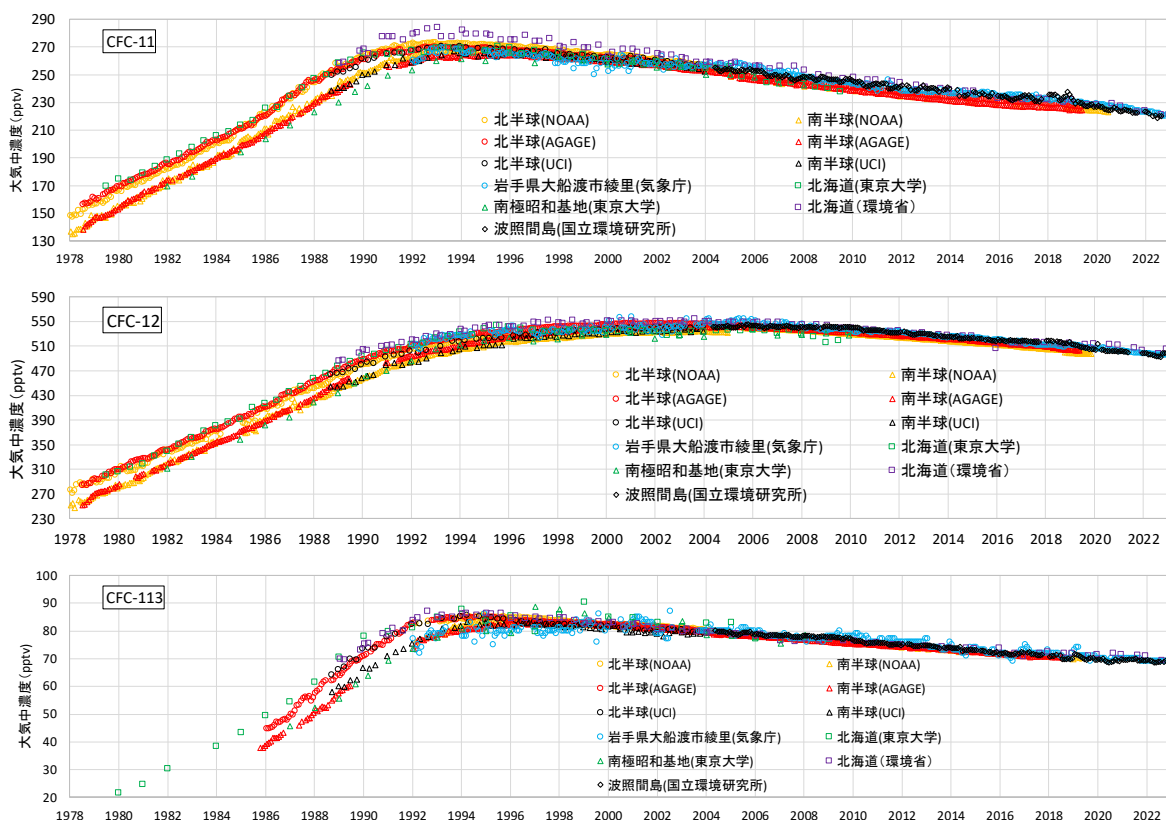 CFC-11
大気中濃度(pptv)
290
270
250
230
210
190
170
150
130
北半球(NOAA) 南半球(NOAA)
北半球(AGAGE) 南半球(AGAGE)
北半球(UCI) 南半球(UCI)
岩手県大船渡市綾里(気象庁) 北海道(東京大学)
南極昭和基地(東京大学) 北海道（環境省）
波照間島(国立環境研究所)
1978 1980 1982 1984 1986 1988 1990 1992 1994 1996 1998 2000 2002 2004 2006 2008 2010 2012 2014 2016 2018 2020 2022
CFC-12
大気中濃度(pptv)
590
550
510
470
430
390
350
310
270
230
北半球(NOAA) 南半球(NOAA)
北半球(AGAGE) 南半球(AGAGE)
北半球(UCI) 南半球(UCI)
岩手県大船渡市綾里(気象庁) 北海道(東京大学)
南極昭和基地(東京大学) 北海道（環境省）
波照間島(国立環境研究所)
1978 1980 1982 1984 1986 1988 1990 1992 1994 1996 1998 2000 2002 2004 2006 2008 2010 2012 2014 2016 2018 2020 2022
CFC-113
大気中濃度(pptv)
100
90
80
70
60
50
40
30
20
北半球(NOAA) 南半球(NOAA)
北半球(AGAGE) 南半球(AGAGE)
北半球(UCI) 南半球(UCI)
岩手県大船渡市綾里(気象庁) 北海道(東京大学)
南極昭和基地(東京大学) 北海道（環境省）
波照間島(国立環境研究所)
1978 1980 1982 1984 1986 1988 1990 1992 1994 1996 1998 2000 2002 2004 2006 2008 2010 2012 2014 2016 2018 2020 2022